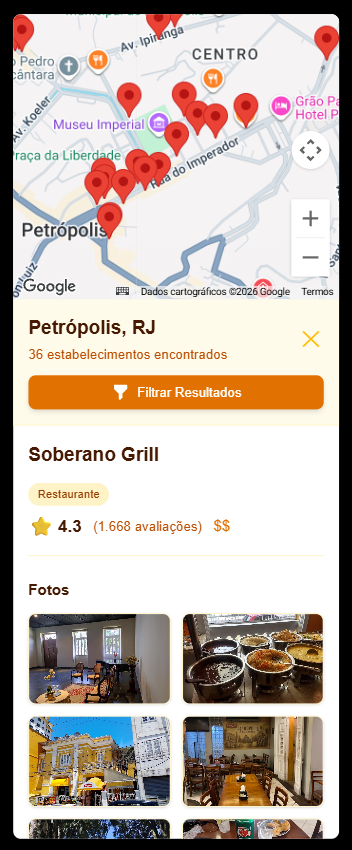 Av. Ipiranga
CENTRO
Pedro
cântara
Av. Koeler
Museu Imperial
Grão Pa
Hotel P
raça da Liberdade
Rua do Imperador
Petrópolis
Google
Dados cartográficos ©2026 Google
Termos
Petrópolis, RJ
36 estabelecimentos encontrados
Filtrar Resultados
Soberano Grill
Restaurante
4.3 (1.668 avaliações) $$
Fotos